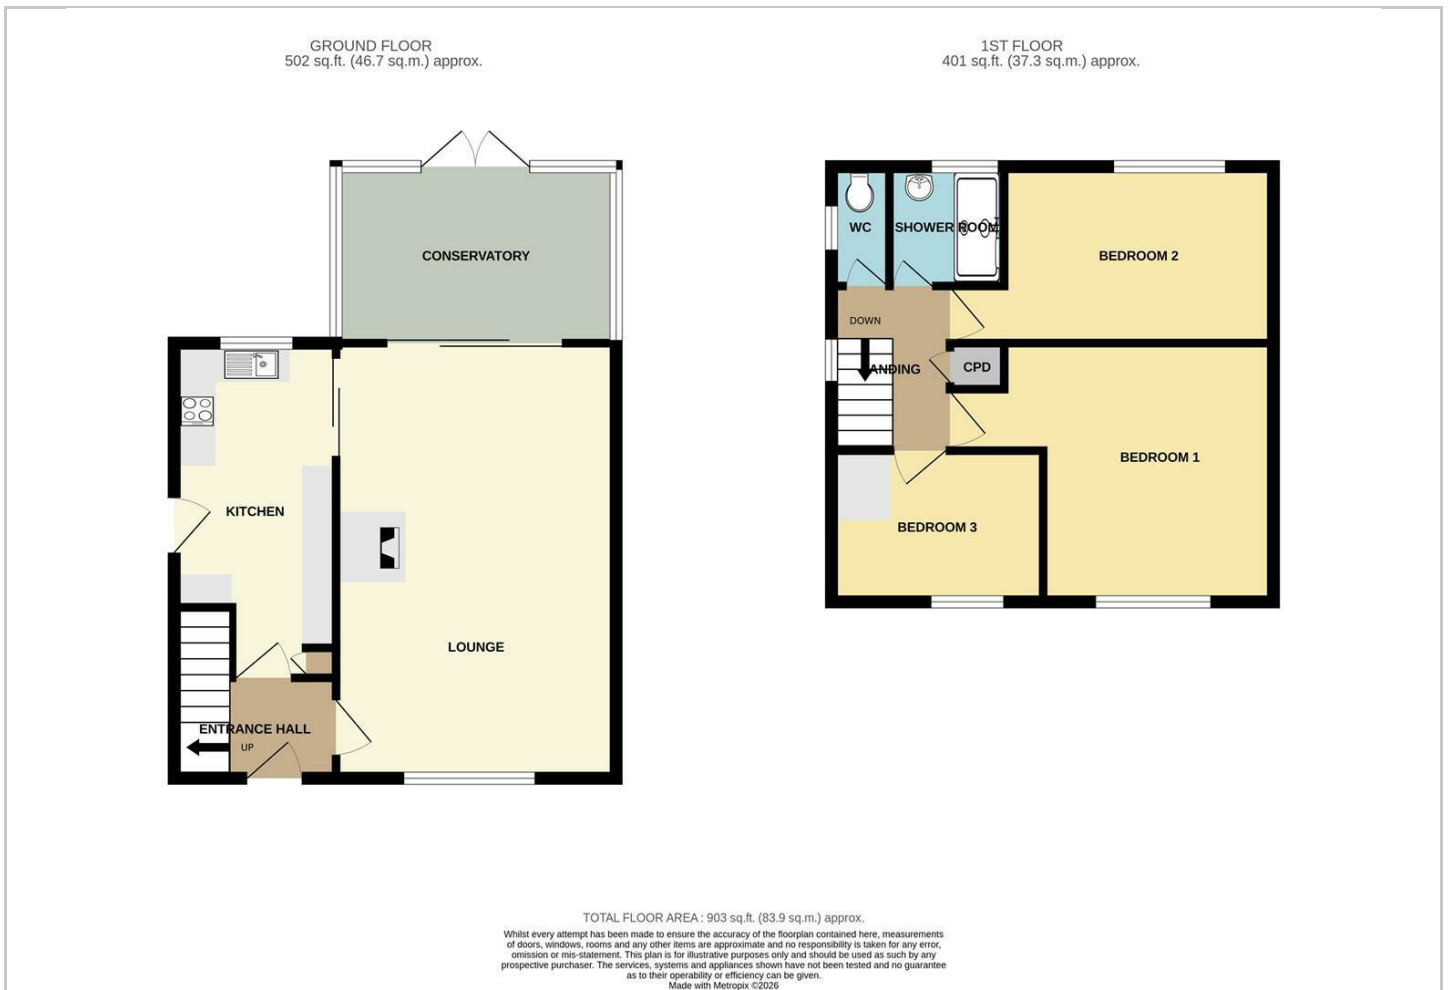 GROUND FLOOR
502 sq.ft. (46.7 sq.m.) approx.
CONSERVATORY
KITCHEN
LOUNGE
ENTRANCE HALL
UP
1ST FLOOR
401 sq.ft. (37.3 sq.m.) approx.
WC
SHOWER ROOM
BEDROOM 2
DOWN
LANDING
CPD
BEDROOM 1
BEDROOM 3
TOTAL FLOOR AREA : 903 sq.ft. (83.9 sq.m.) approx.
Whilst every attempt has been made to ensure the accuracy of the floorplan contained here, measurements
of doors, windows, rooms and any other items are approximate and no responsibility is taken for any error,
omission or mis-statement. This plan is for illustrative purposes only and should be used as such by any
prospective purchaser. The services, systems and appliances shown have not been tested and no guarantee
as to their operability or efficiency can be given.
Made with Metropix ©2026